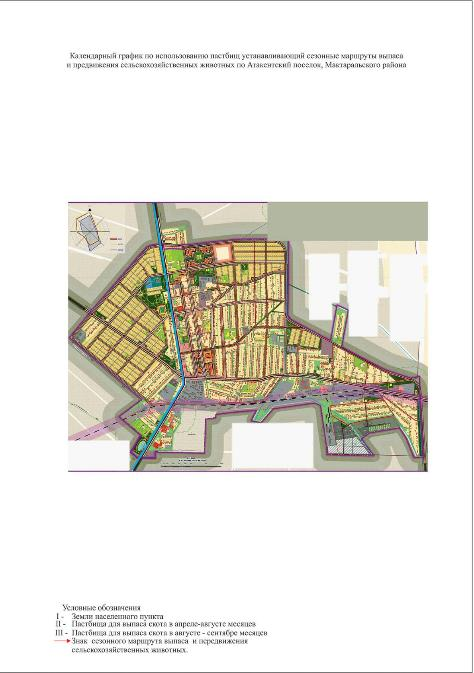 Календарный график по использованию пастбищ устанавливающий сезонные маршруты выпаса
и предвижения сельскохозяйственных животных по Атакентский поселок, Мактаральского района
Условные обозначения
I - Земли населенного пункта
II - Пастбища для выпаса скота в апреле-августе месяцев
III - Пастбища для выпаса скота в августе - сентябре месяцев
Знак сезонного маршрута выпаса и передвижения
сельскохозяйственных животных.